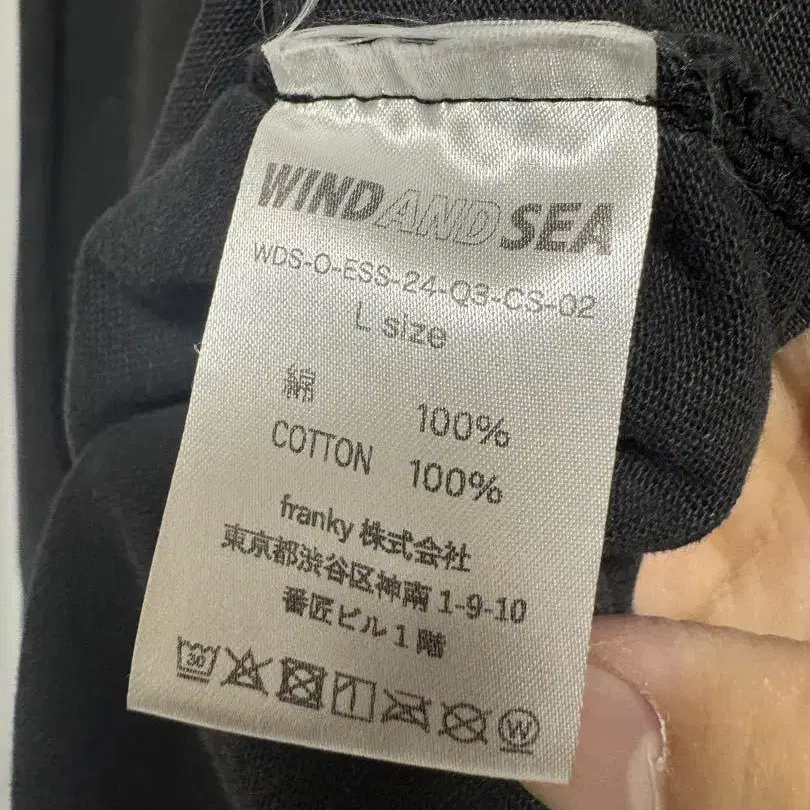 WIND AND SEA
WDS-O-ESS-24-Q3-CS-02
L size
綿 100%
COTTON 100%
franky 株式会社
東京都渋谷区神南 1-9-10
番匠ビル 1 階
30 W